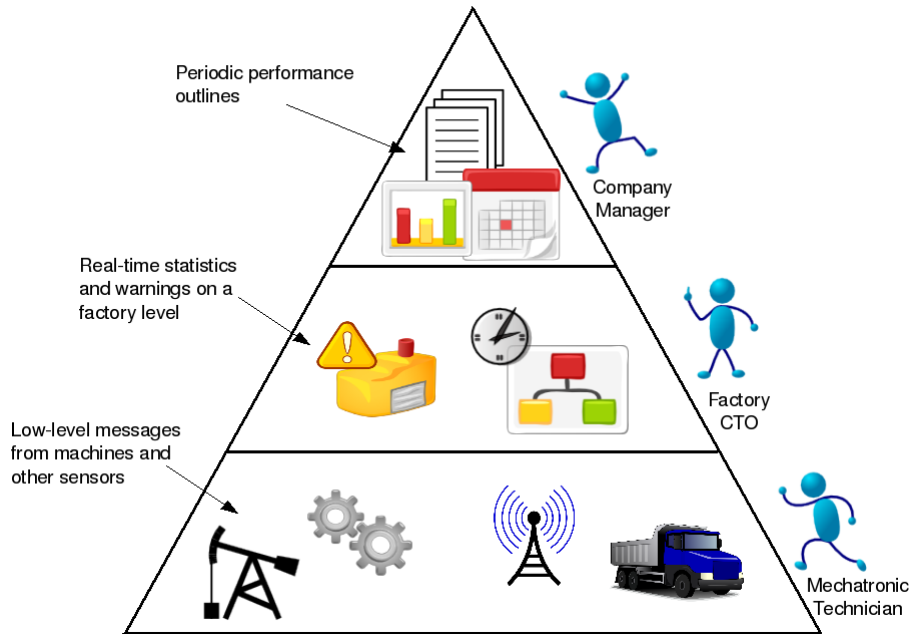 Periodic performance
outlines
Company
Manager
Real-time statistics
and warnings on a
factory level
Factory
CTO
Low-level messages
from machines and
other sensors
Mechatronic
Technician